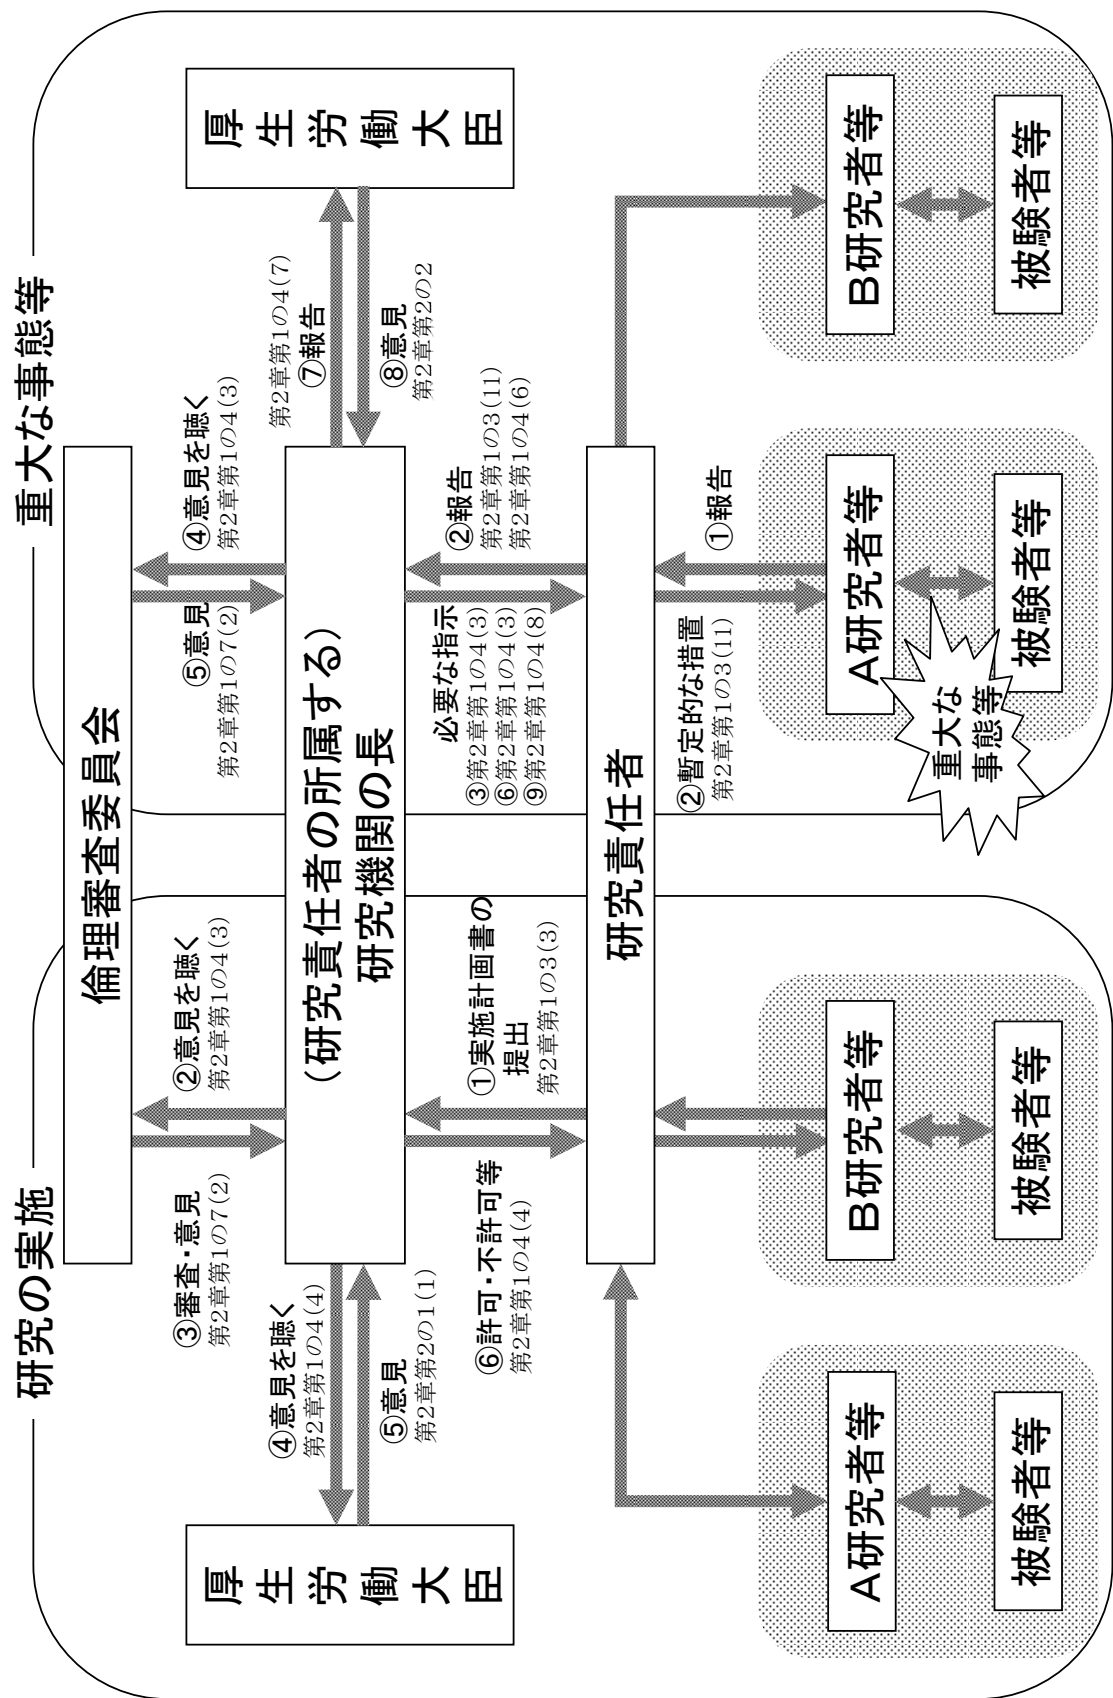 研究の実施
倫理審査委員会
③審査・意見
第2章第1の7(2)
②意見を聴く
第2章第1の4(3)
厚生労働大臣
④意見を聴く
第2章第1の4(4)
⑤意見
第2章第2の1(1)
(研究責任者の所属する)
研究機関の長
⑥許可・不許可等
第2章第1の4(4)
①実施計画書の
提出
第2章第1の3(3)
研究責任者
A研究者等
被験者等
B研究者等
被験者等
重大な事態等
⑤意見
第2章第1の7(2)
④意見を聴く
第2章第1の4(3)
第2章第1の4(7)
⑦報告
⑧意見
第2章第2の2
厚生労働大臣
必要な指示
③第2章第1の4(3)
⑥第2章第1の4(3)
⑨第2章第1の4(8)
②報告
第2章第1の3(11)
第2章第1の4(6)
②暫定的な措置
第2章第1の3(11)
①報告
重大な
事態等
A研究者等
被験者等
B研究者等
被験者等